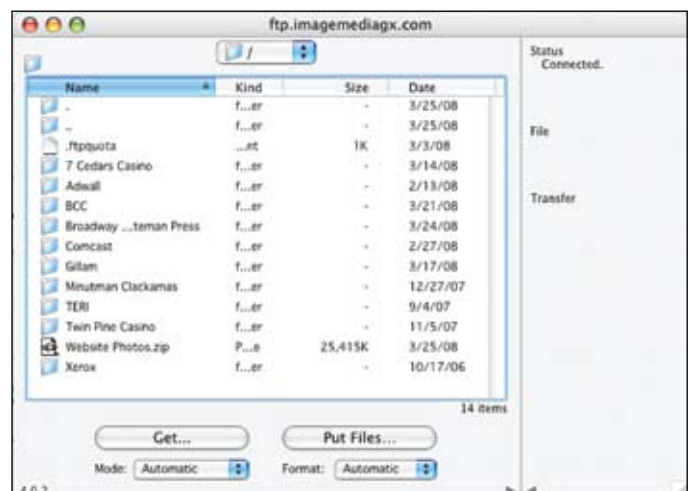 ftp.imagemediagx.com
/
Status
Connected.
File
Transfer
Name Kind Size Date
. f...er - 3/25/08
.. f...er - 3/25/08
.ftpquota ...nt 1K 3/3/08
7 Cedars Casino f...er - 3/14/08
Adwall f...er - 2/13/08
BCC f...er - 3/21/08
Broadway ...teman Press f...er - 3/24/08
Comcast f...er - 2/27/08
Gillam f...er - 3/17/08
Minutman Clackamas f...er - 12/27/07
TERI f...er - 9/4/07
Twin Pine Casino f...er - 11/5/07
Website Photos.zip P...e 25,415K 3/25/08
Xerox f...er - 10/17/06
14 items
Get... Put Files...
Mode: Automatic Format: Automatic
4.0.3